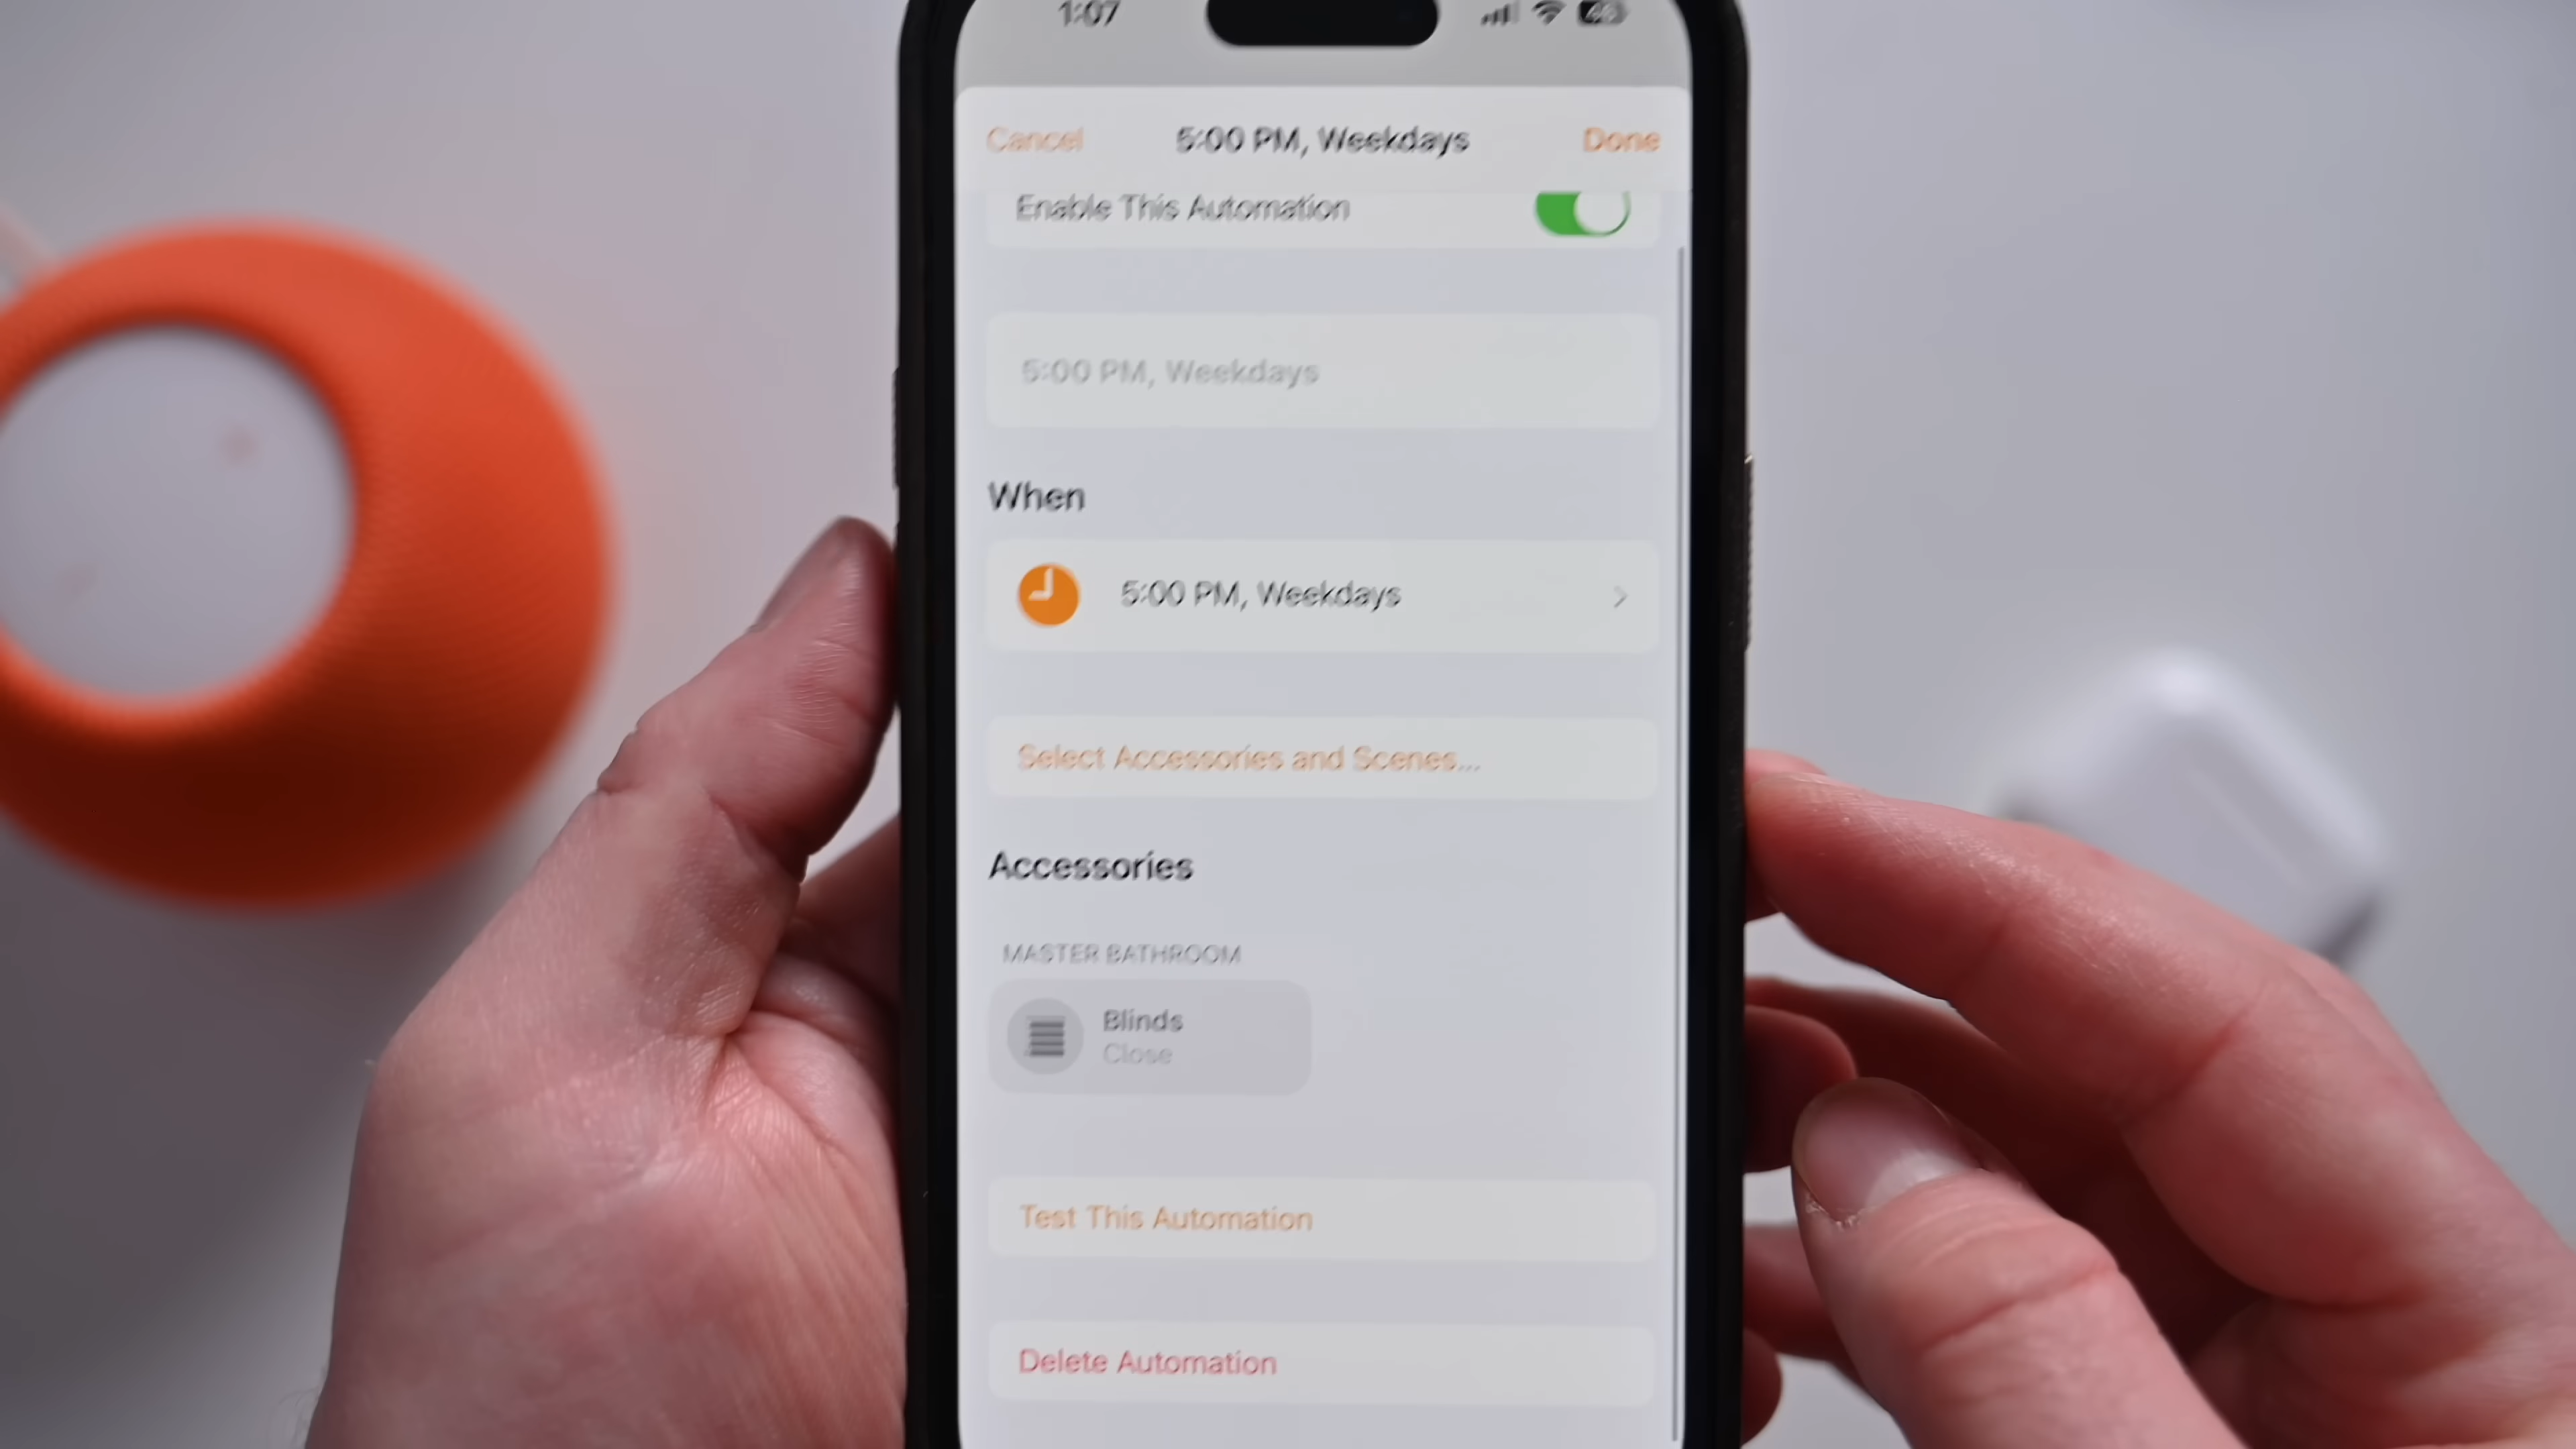 1:07
Cancel 5:00 PM, Weekdays Done
Enable This Automation
5:00 PM, Weekdays
When
5:00 PM, Weekdays
Select Accessories and Scenes...
Accessories
MASTER BATHROOM
Blinds
Close
Test This Automation
Delete Automation